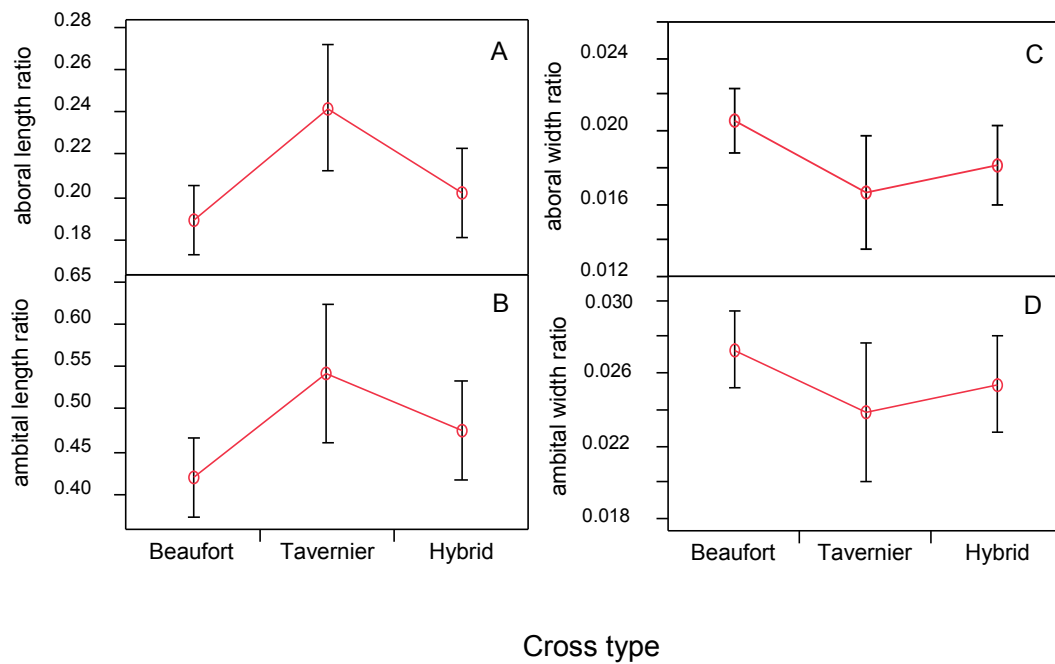 0.28
0.26
0.24
0.22
0.20
0.18
aboral length ratio
A
0.65
0.60
0.55
0.50
0.45
0.40
ambital length ratio
B
Beaufort Tavernier Hybrid
0.024
0.020
0.016
0.012
aboral width ratio
C
0.030
0.026
0.022
0.018
ambital width ratio
D
Beaufort Tavernier Hybrid
Cross type